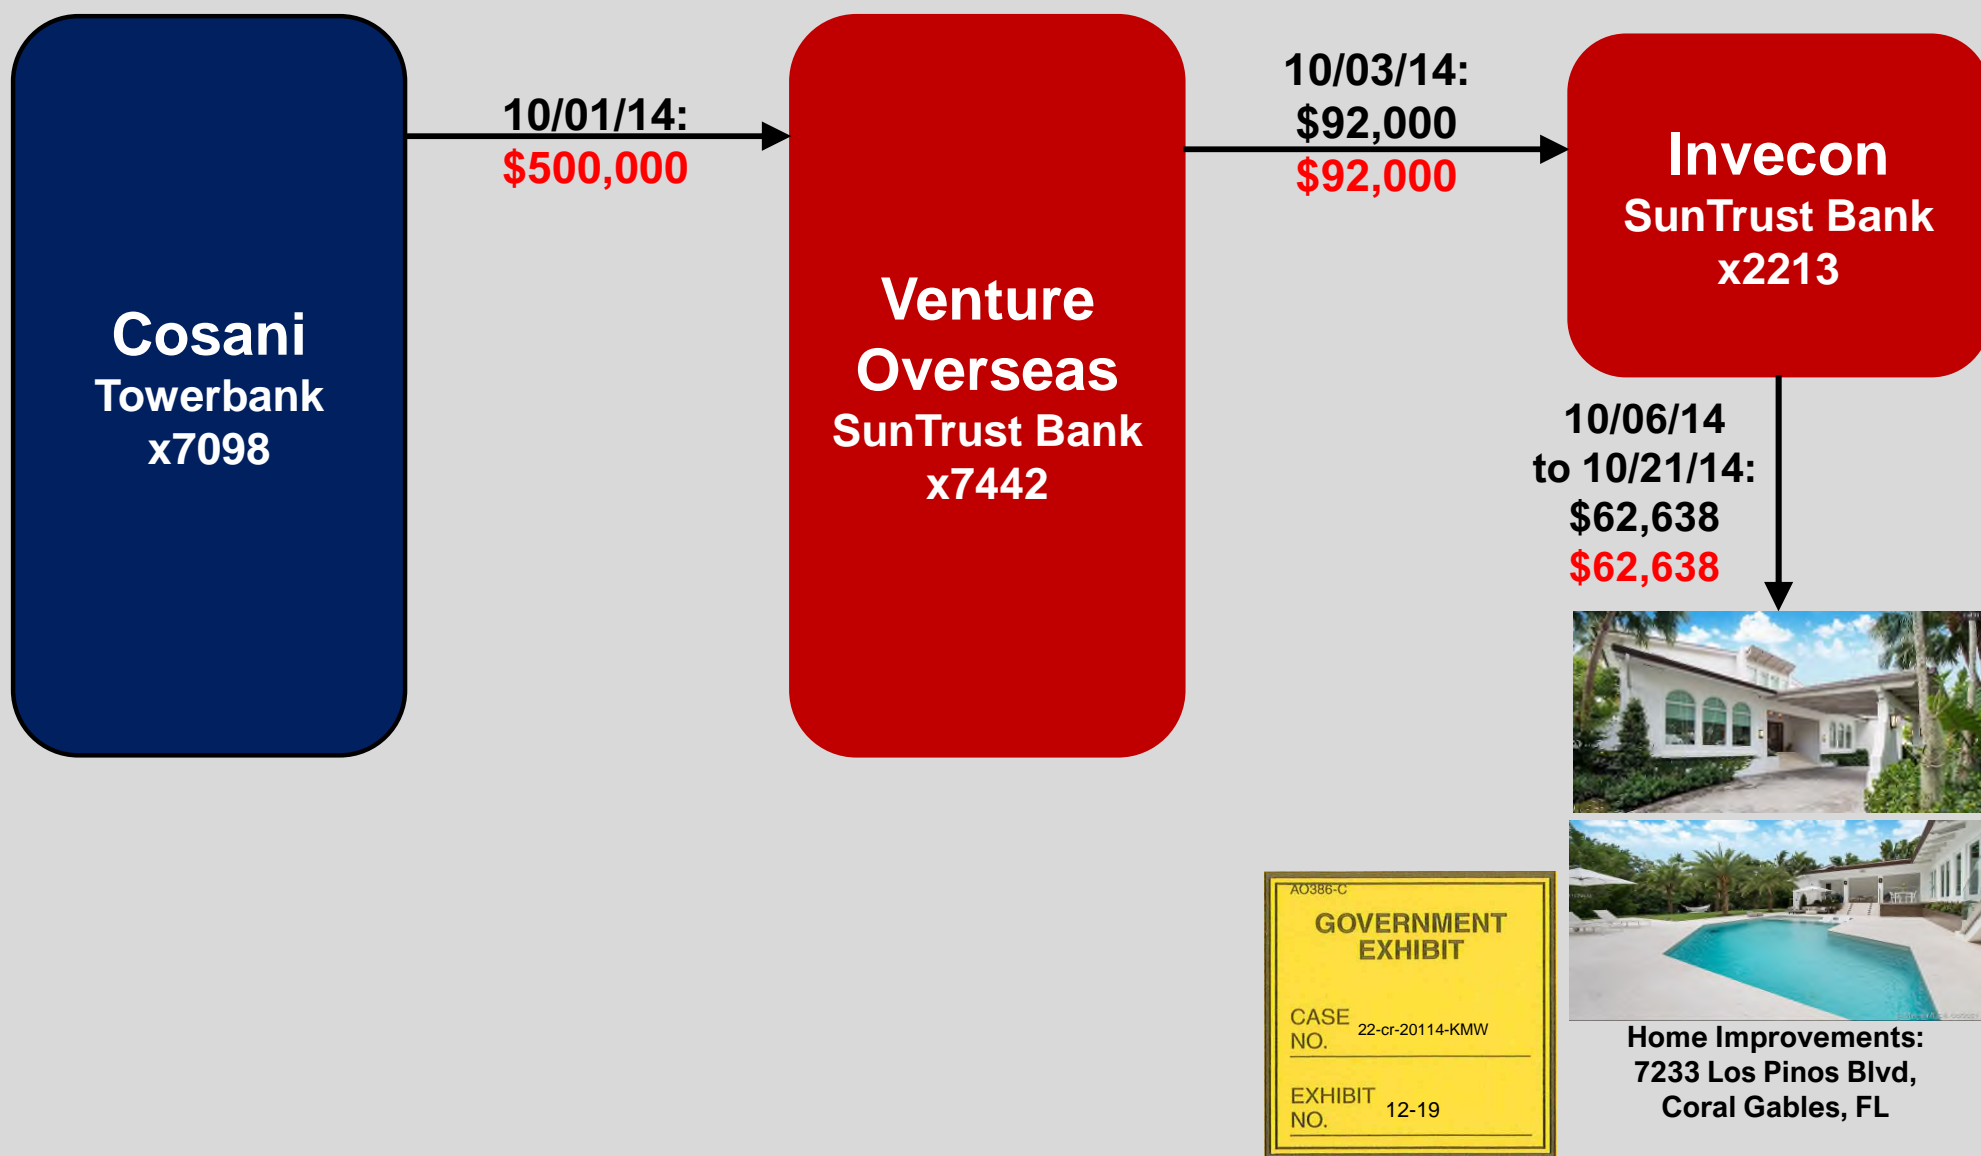 Cosani
Towerbank
x7098
10/01/14:
$500,000
Venture
Overseas
SunTrust Bank
x7442
10/03/14:
$92,000
$92,000
Invecon
SunTrust Bank
x2213
10/06/14
to 10/21/14:
$62,638
$62,638
Home Improvements:
7233 Los Pinos Blvd,
Coral Gables, FL
AO386-C
GOVERNMENT
EXHIBIT
CASE
NO. 22-cr-20114-KMW
EXHIBIT
NO. 12-19